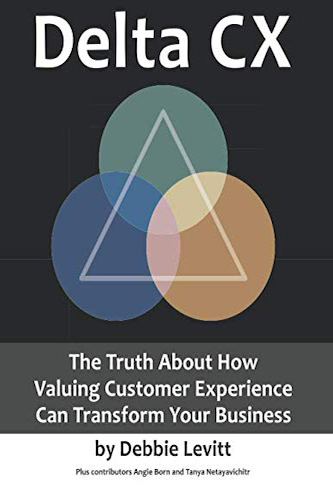 Delta CX
The Truth About How
Valuing Customer Experience
Can Transform Your Business
by Debbie Levitt
Plus contributors Angie Born and Tanya Netayavichitr